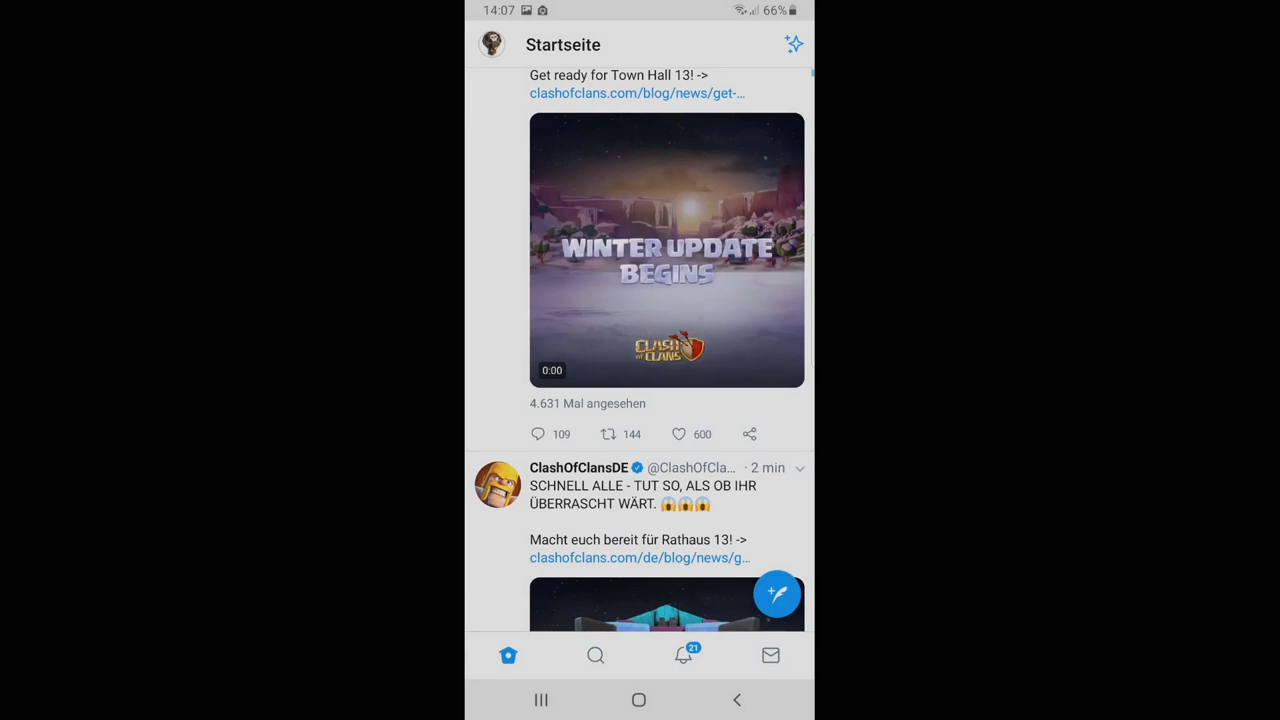 14:07
66%
Startseite
Get ready for Town Hall 13! ->
clashofclans.com/blog/news/get-...
WINTER UPDATE
BEGINS
CLASH
OF CLANS
0:00
4.631 Mal angesehen
109
144
600
ClashOfClansDE @ClashOfCla... · 2 min
SCHNELL ALLE - TUT SO, ALS OB IHR
ÜBERRASCHT WÄRT. 😱😱😱
Macht euch bereit für Rathaus 13! ->
clashofclans.com/de/blog/news/g...
21